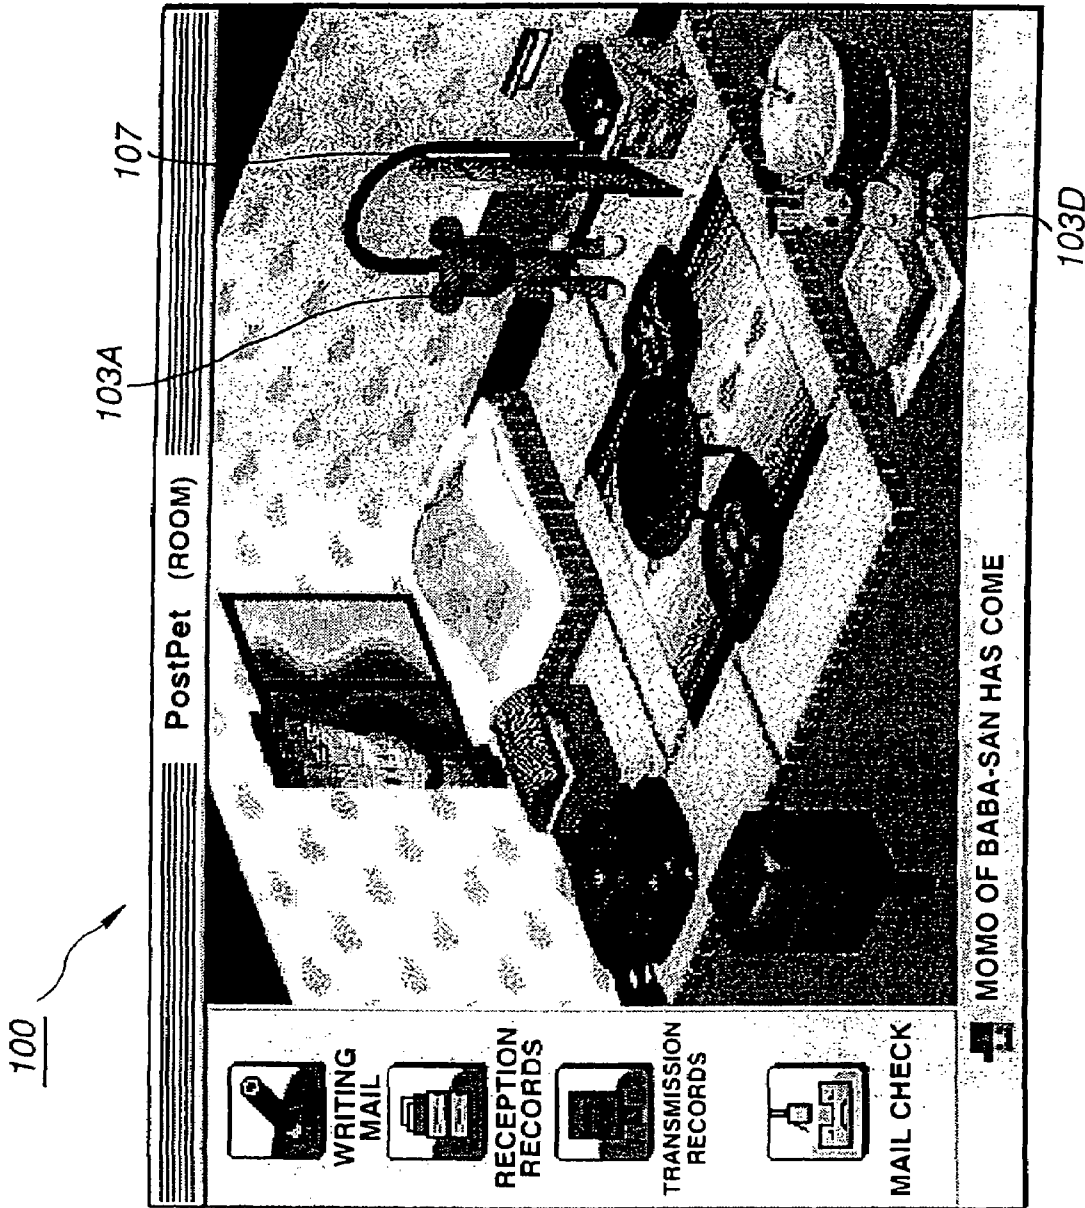 100
PostPet (ROOM)
107
103A
103D
WRITING
MAIL
RECEPTION
RECORDS
TRANSMISSION
RECORDS
MAIL CHECK
MOMO OF BABA-SAN HAS COME